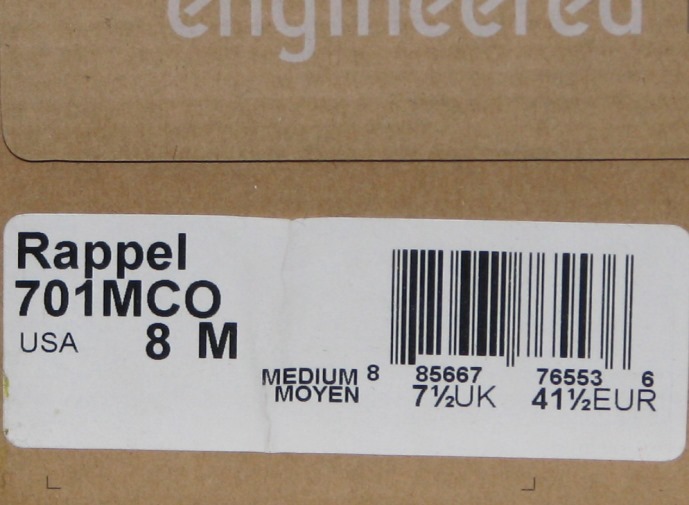 engineered
Rappel
701MCO
USA 8 M
MEDIUM 8 85667 76553 6
MOYEN 7½UK 41½EUR